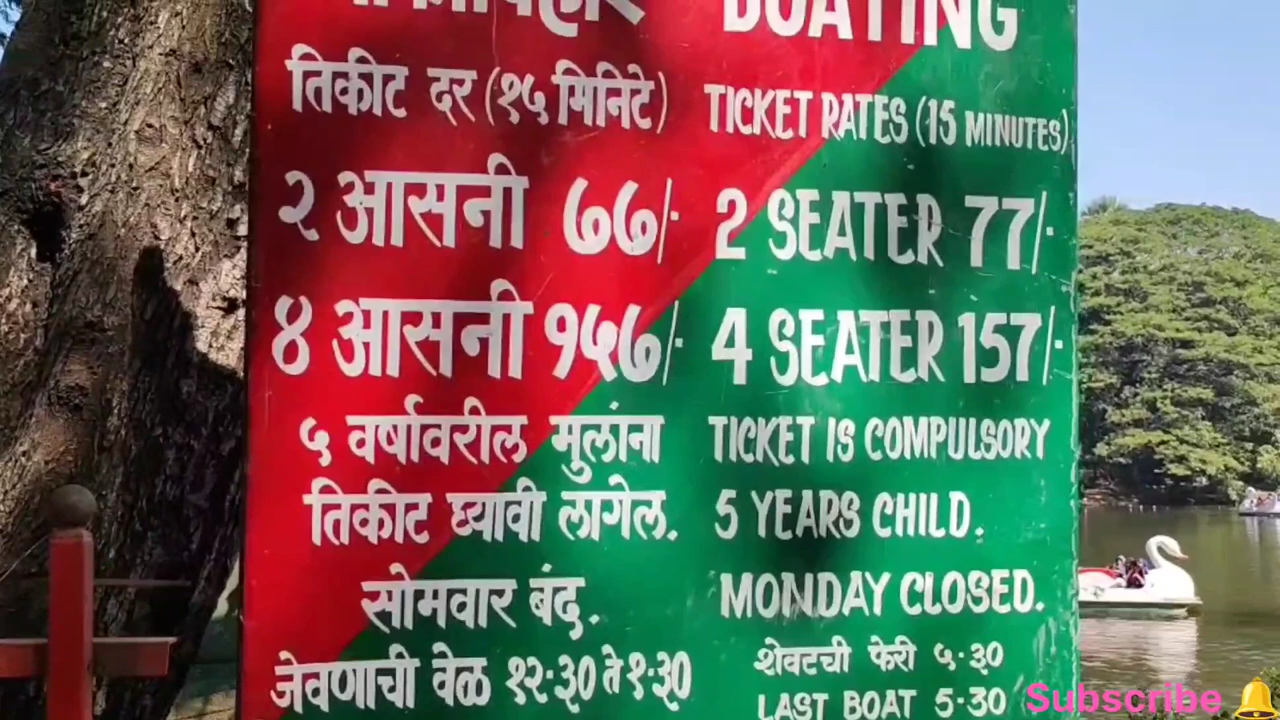 नौकाविहार BOATING
तिकीट दर (१५ मिनिटे) TICKET RATES (15 MINUTES)
२ आसनी ७७/- 2 SEATER 77/-
४ आसनी १५७/- 4 SEATER 157/-
५ वर्षावरील मुलांना TICKET IS COMPULSORY
तिकीट घ्यावी लागेल. 5 YEARS CHILD.
सोमवार बंद. MONDAY CLOSED.
जेवणाची वेळ १२·३० ते १·३० शेवटची फेरी ५·३०
LAST BOAT 5-30
Subscribe